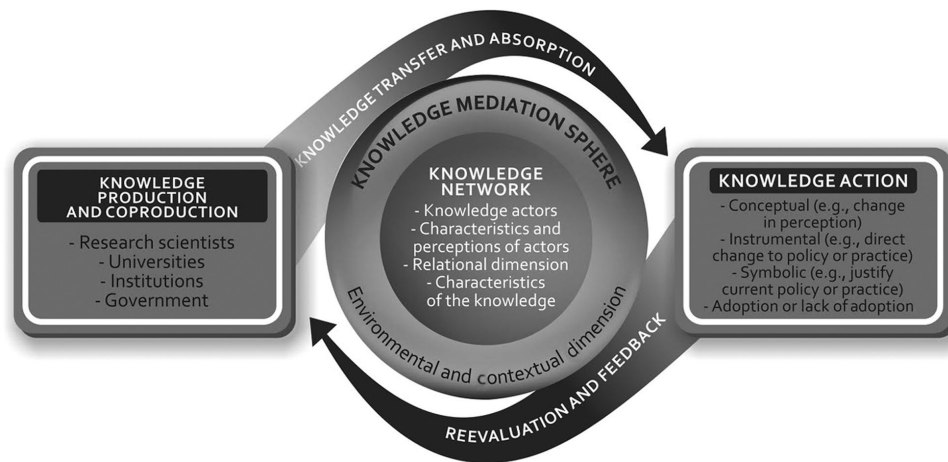 KNOWLEDGE TRANSFER AND ABSORPTION
KNOWLEDGE MEDIATION SPHERE
KNOWLEDGE
PRODUCTION
AND COPRODUCTION
- Research scientists
- Universities
- Institutions
- Government
KNOWLEDGE
NETWORK
- Knowledge actors
- Characteristics and
perceptions of actors
- Relational dimension
- Characteristics
of the knowledge
Environmental and contextual dimension
KNOWLEDGE ACTION
- Conceptual (e.g., change
in perception)
- Instrumental (e.g., direct
change to policy or practice)
- Symbolic (e.g., justify
current policy or practice)
- Adoption or lack of adoption
REEVALUATION AND FEEDBACK